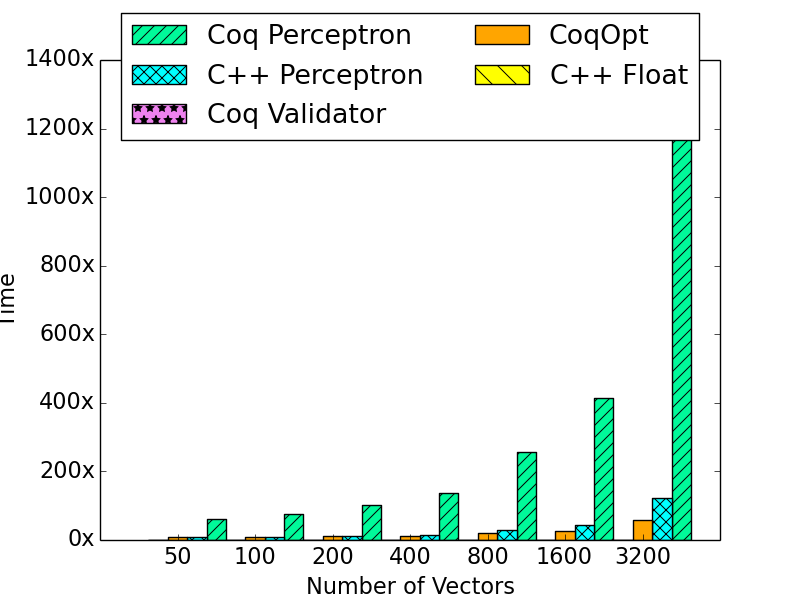 Coq Perceptron
CoqOpt
C++ Perceptron
C++ Float
Coq Validator
1400x
1200x
1000x
800x
600x
400x
200x
0x
Time
50 100 200 400 800 1600 3200
Number of Vectors